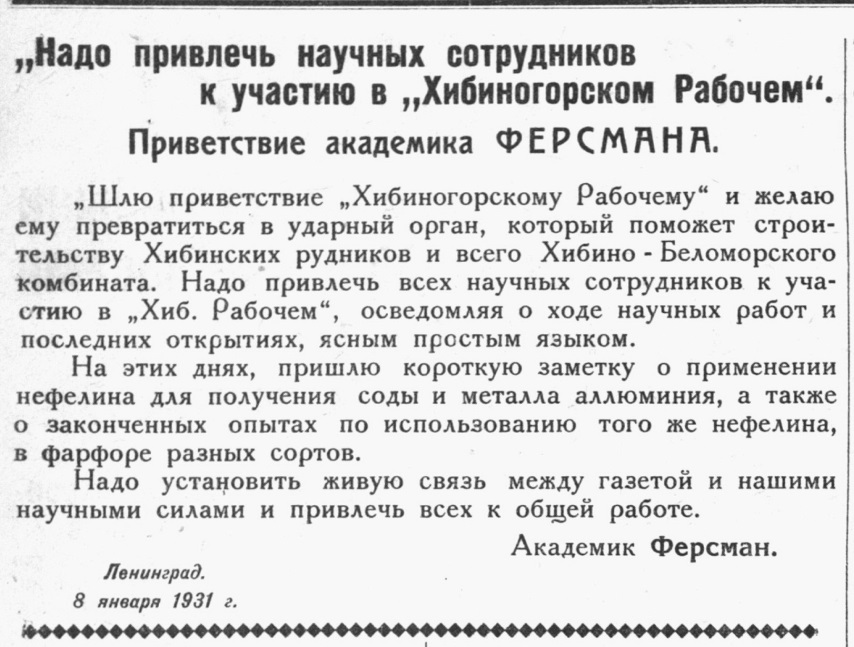 „Надо привлечь научных сотрудников
к участию в „Хибиногорском Рабочем“.
Приветствие академика ФЕРСМАНА.
„Шлю приветствие „Хибиногорскому Рабочему“ и желаю
ему превратиться в ударный орган, который поможет строи-
тельству Хибинских рудников и всего Хибино - Беломорского
комбината. Надо привлечь всех научных сотрудников к уча-
стию в „Хиб. Рабочем“, осведомляя о ходе научных работ и
последних открытиях, ясным простым языком.
На этих днях, пришлю короткую заметку о применении
нефелина для получения соды и металла аллюминия, а также
о законченных опытах по использованию того же нефелина,
в фарфоре разных сортов.
Надо установить живую связь между газетой и нашими
научными силами и привлечь всех к общей работе.
Академик Ферсман.
Ленинград.
8 января 1931 г.